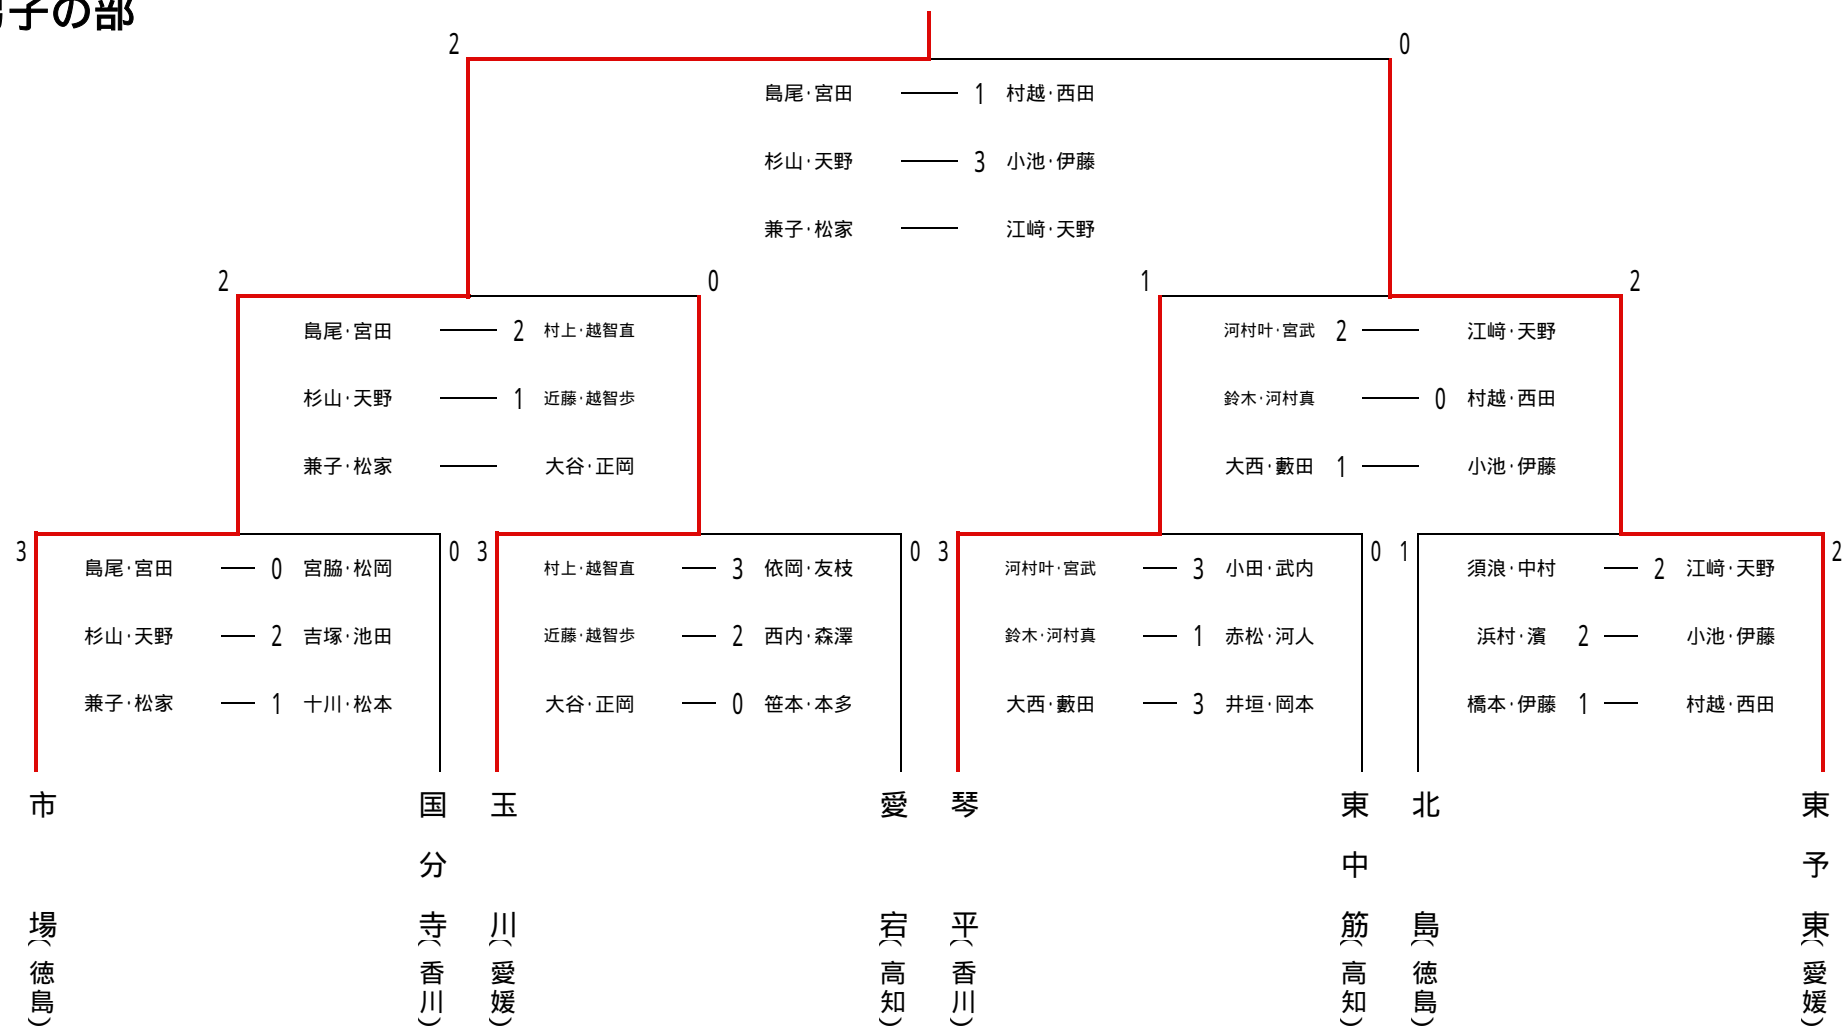 男子の部
2 0
島尾・宮田 1 村越・西田
杉山・天野 3 小池・伊藤
兼子・松家 江﨑・天野
2 0 1 2
島尾・宮田 2 村上・越智直 河村叶・宮武 2 江﨑・天野
杉山・天野 1 近藤・越智歩 鈴木・河村真 0 村越・西田
兼子・松家 大谷・正岡 大西・藪田 1 小池・伊藤
3 0 3 0 3 0 1 2
島尾・宮田 0 宮脇・松岡 村上・越智直 3 依岡・友枝 河村叶・宮武 3 小田・武内 須浪・中村 2 江﨑・天野
杉山・天野 2 吉塚・池田 近藤・越智歩 2 西内・森澤 鈴木・河村真 1 赤松・河人 浜村・濱 2 小池・伊藤
兼子・松家 1 十川・松本 大谷・正岡 0 笹本・本多 大西・藪田 3 井垣・岡本 橋本・伊藤 1 村越・西田
市場(徳島)
国分寺(香川)
玉川(愛媛)
愛宕(高知)
琴平(香川)
東中筋(高知)
北島(徳島)
東予東(愛媛)